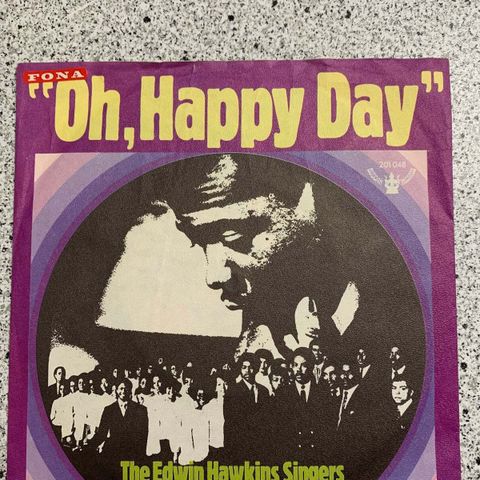 FONA
"Oh, Happy Day"
201 048
The Edwin Hawkins Singers